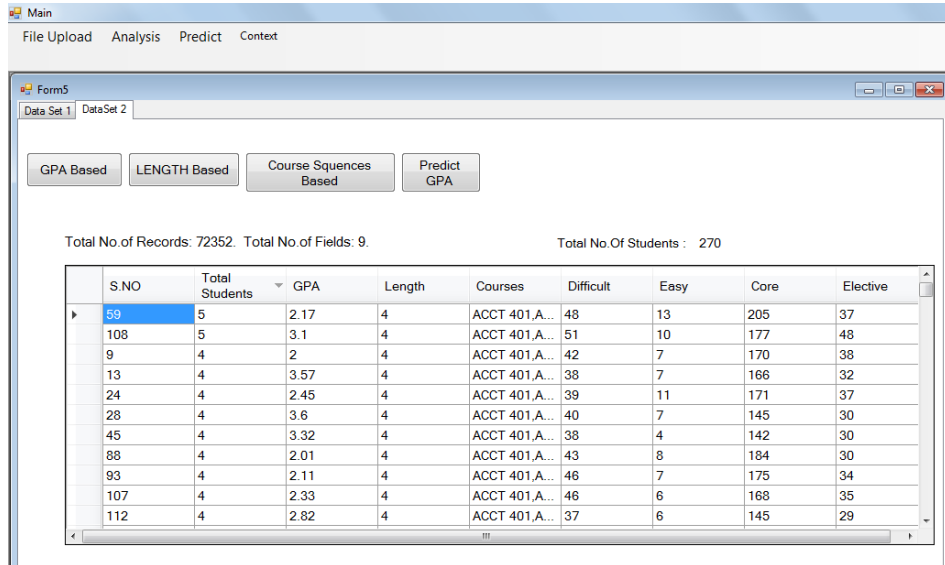 Main
File Upload Analysis Predict Context
Form5
Data Set 1 DataSet 2
GPA Based LENGTH Based Course Squences Based Predict GPA
Total No.of Records: 72352. Total No.of Fields: 9. Total No.Of Students : 270
S.NO Total Students GPA Length Courses Difficult Easy Core Elective
59 5 2.17 4 ACCT 401,A... 48 13 205 37
108 5 3.1 4 ACCT 401,A... 51 10 177 48
9 4 2 4 ACCT 401,A... 42 7 170 38
13 4 3.57 4 ACCT 401,A... 38 7 166 32
24 4 2.45 4 ACCT 401,A... 39 11 171 37
28 4 3.6 4 ACCT 401,A... 40 7 145 30
45 4 3.32 4 ACCT 401,A... 38 4 142 30
88 4 2.01 4 ACCT 401,A... 43 8 184 30
93 4 2.11 4 ACCT 401,A... 46 7 175 34
107 4 2.33 4 ACCT 401,A... 46 6 168 35
112 4 2.82 4 ACCT 401,A... 37 6 145 29